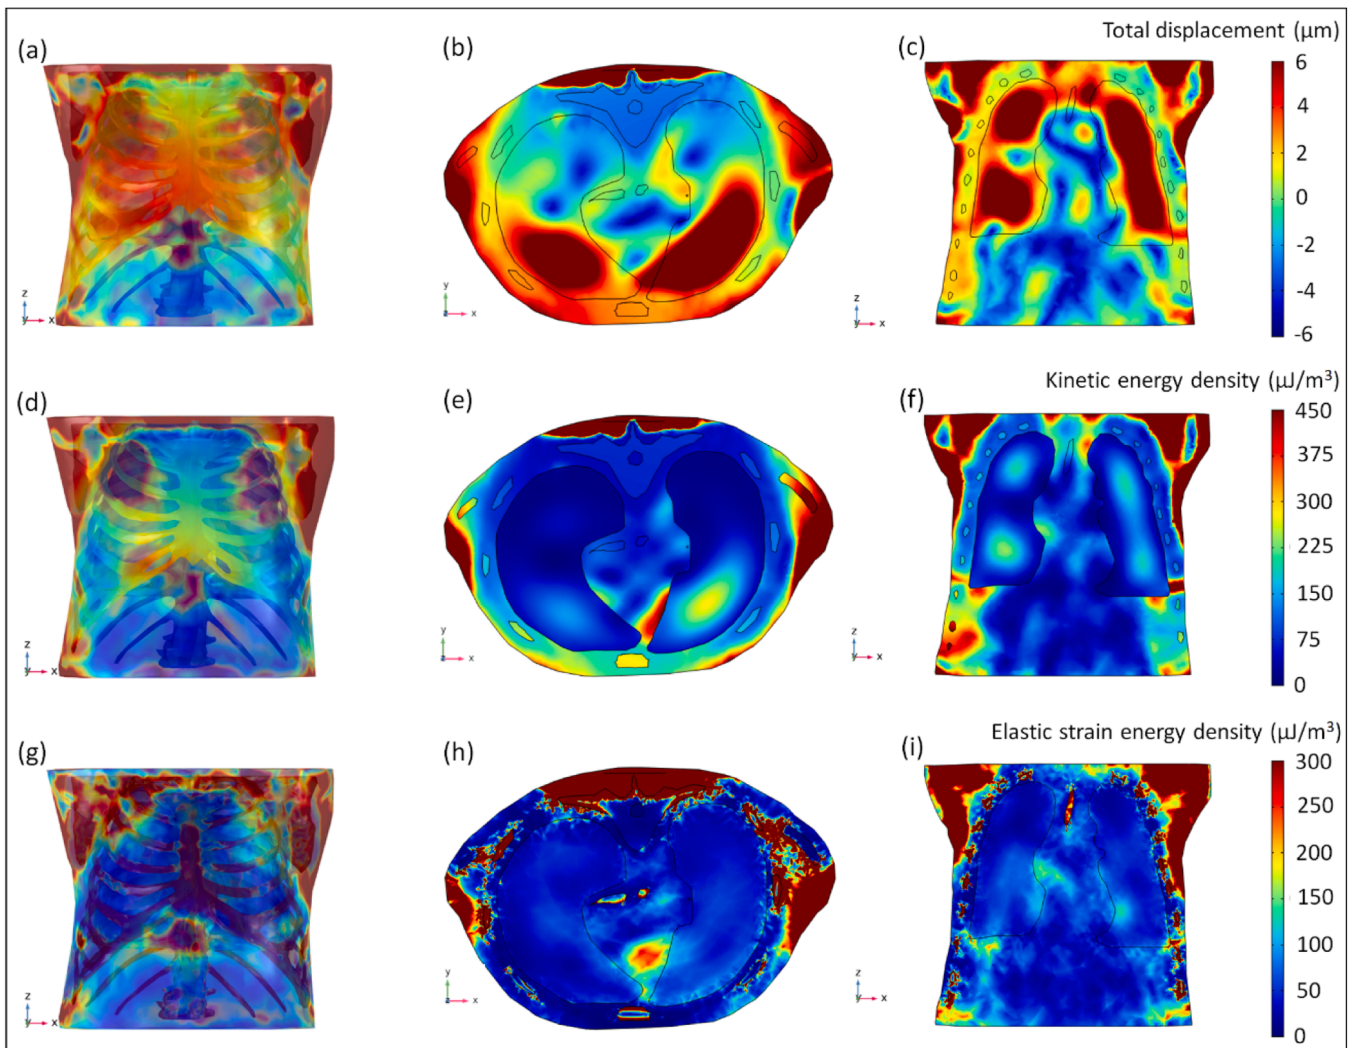 Total displacement (μm)
(a)
(b)
(c)
6
4
2
0
-2
-4
-6
z
y
x
y
z
x
z
y
x
Kinetic energy density (μJ/m³)
(d)
(e)
(f)
450
375
300
225
150
75
0
z
y
x
y
z
x
z
y
x
Elastic strain energy density (μJ/m³)
(g)
(h)
(i)
300
250
200
150
100
50
0
z
y
x
y
z
x
z
y
x